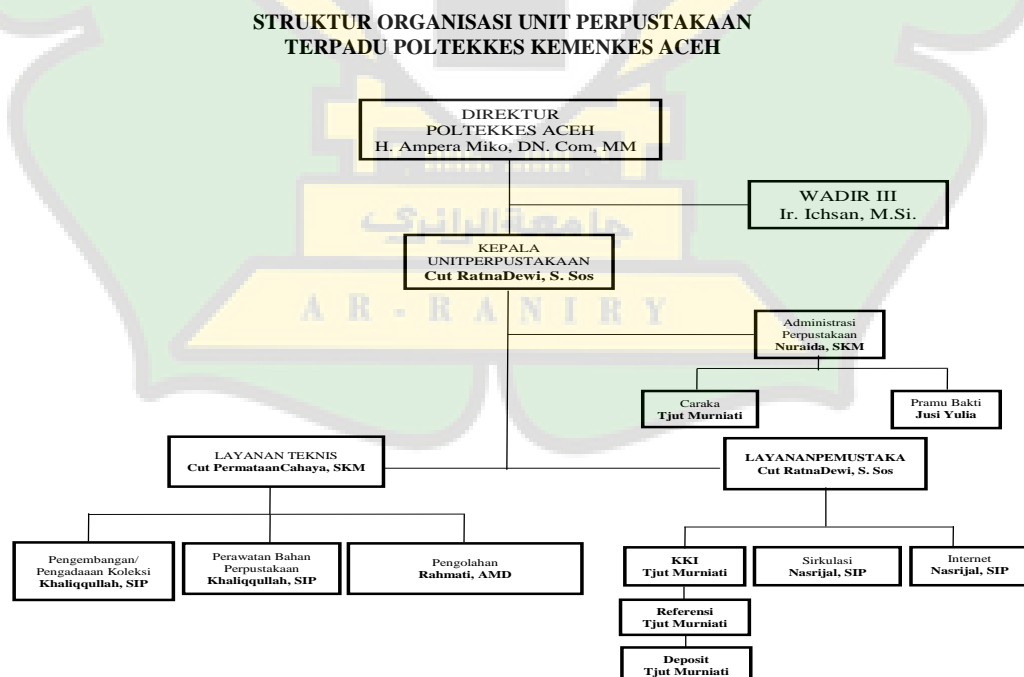 STRUKTUR ORGANISASI UNIT PERPUSTAKAAN
TERPADU POLTEKKES KEMENKES ACEH
DIREKTUR
POLTEKKES ACEH
H. Ampera Miko, DN. Com, MM
WADIR III
Ir. Ichsan, M.Si.
جامعة الرانري
KEPALA
UNITPERPUSTAKAAN
Cut RatnaDewi, S. Sos
AR-RANIRY
Administrasi
Perpustakaan
Nuraida, SKM
Caraka
Tjut Murniati
Pramu Bakti
Jusi Yulia
LAYANAN TEKNIS
Cut PermataanCahaya, SKM
LAYANANPEMUSTAKA
Cut RatnaDewi, S. Sos
Pengembangan/
Pengadaaan Koleksi
Khaliqqullah, SIP
Perawatan Bahan
Perpustakaan
Khaliqqullah, SIP
Pengolahan
Rahmati, AMD
KKI
Tjut Murniati
Sirkulasi
Nasrijal, SIP
Internet
Nasrijal, SIP
Referensi
Tjut Murniati
Deposit
Tjut Murniati